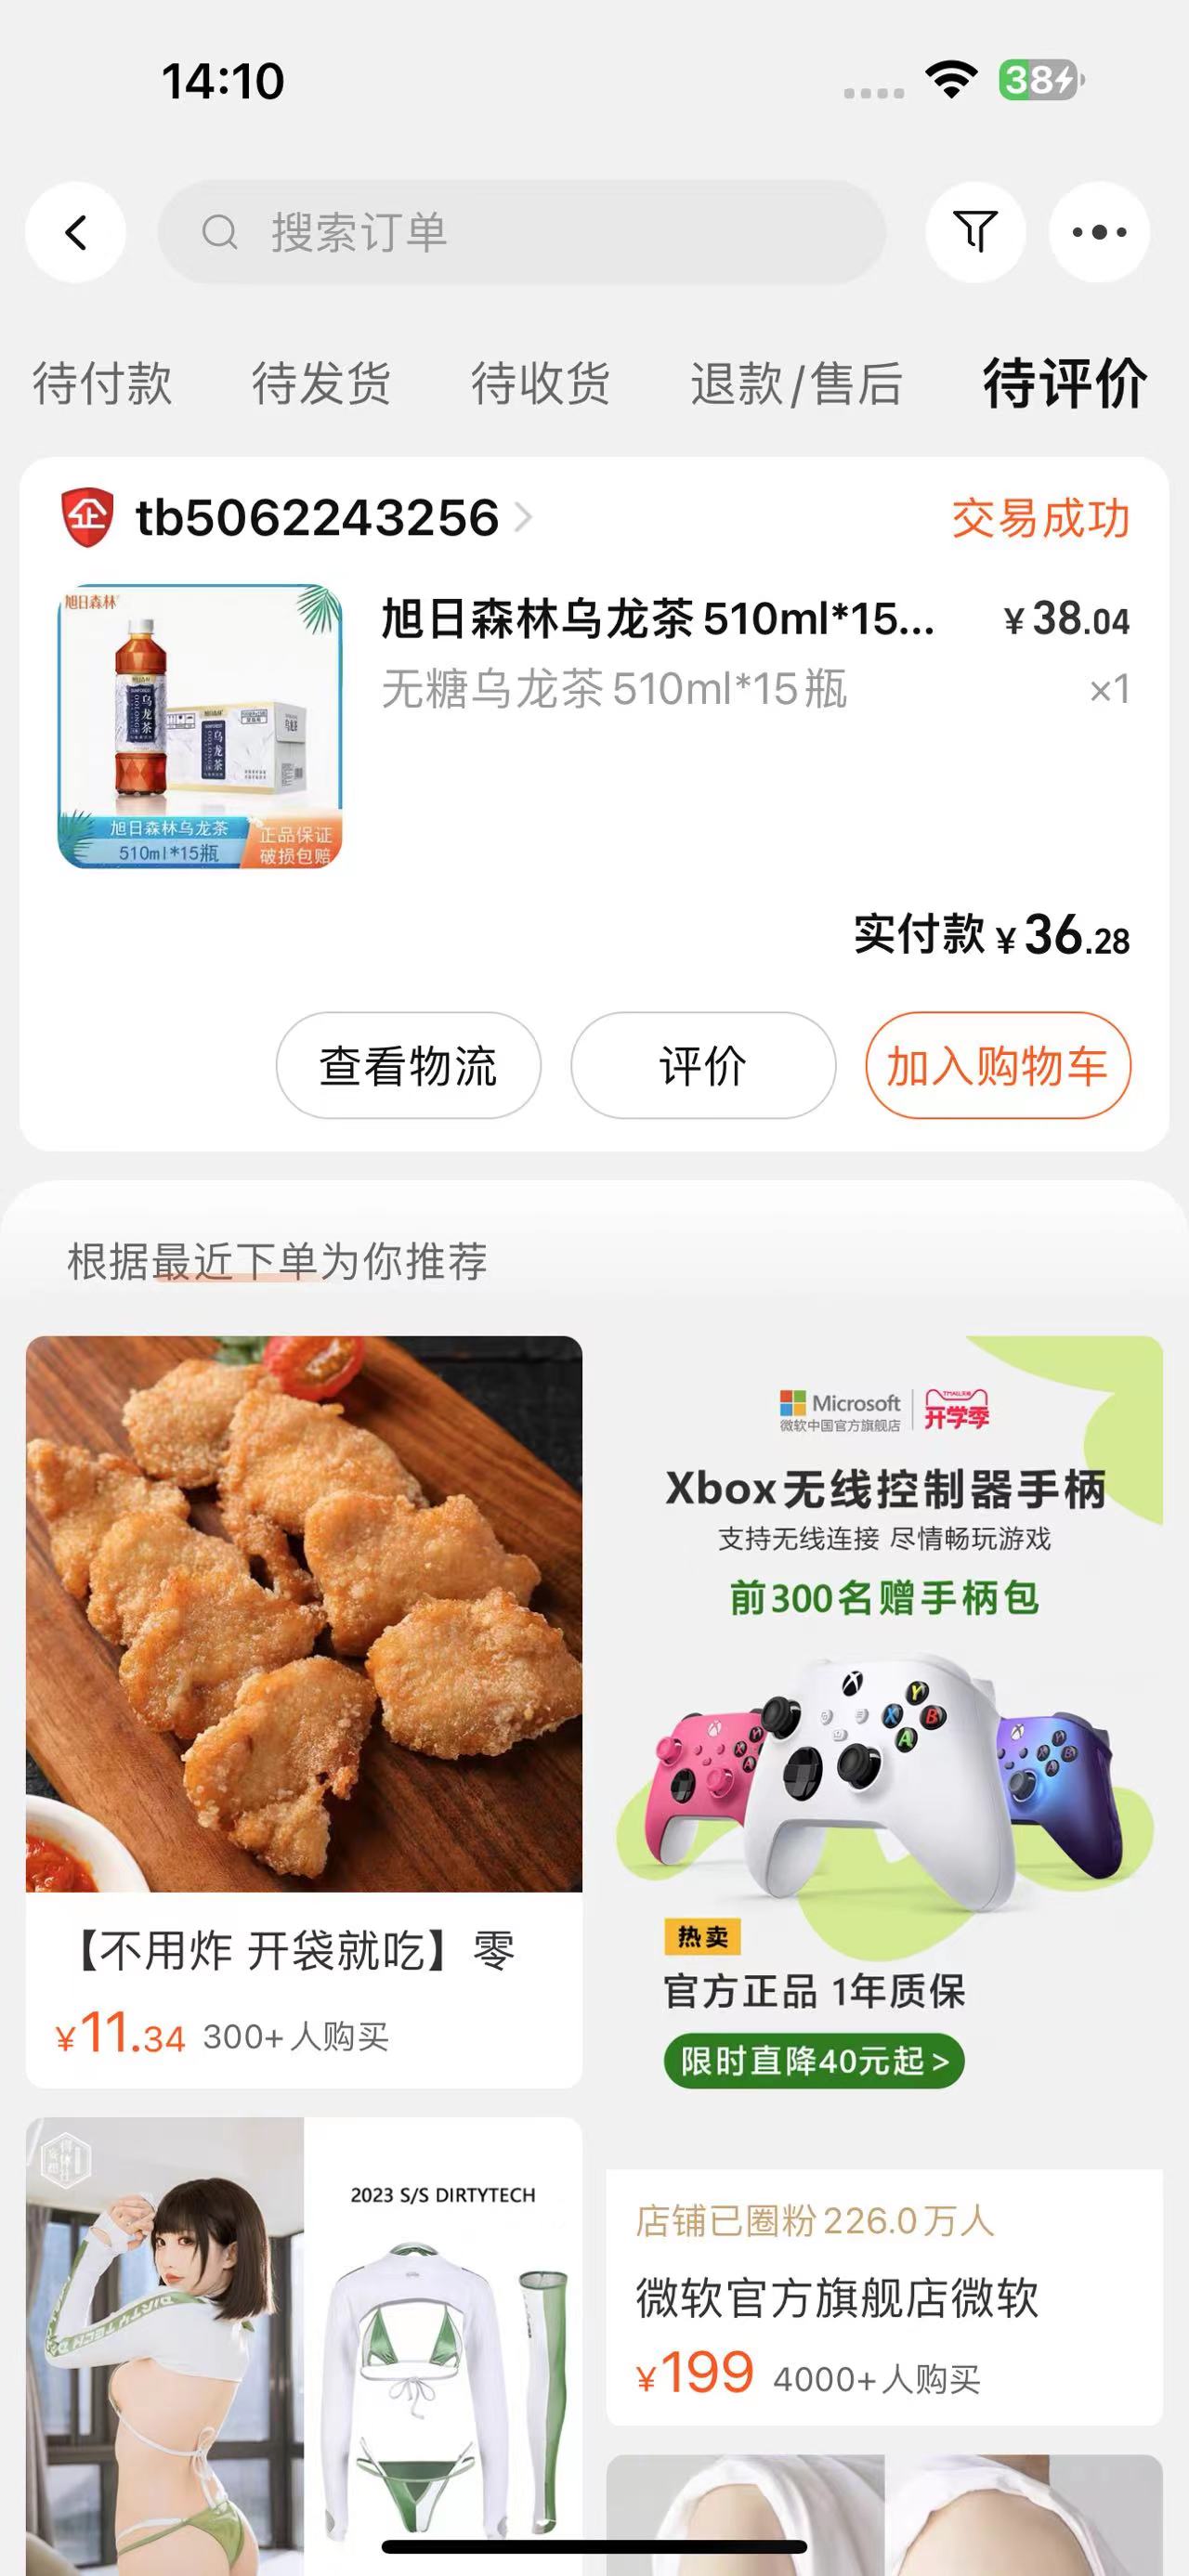 14:10
38
搜索订单
待付款 待发货 待收货 退款/售后 待评价
企 tb5062243256 交易成功
旭日森林
乌龙茶
乌龙茶
旭日森林乌龙茶
510ml*15瓶
正品保证
破损包赔
旭日森林乌龙茶510ml*15... ¥38.04
无糖乌龙茶510ml*15瓶 ×1
实付款 ¥36.28
查看物流 评价 加入购物车
根据最近下单为你推荐
【不用炸 开袋就吃】零
¥11.34 300+人购买
Microsoft
微软中国官方旗舰店
开学季
Xbox无线控制器手柄
支持无线连接 尽情畅玩游戏
前300名赠手柄包
Y
X B
A
热卖
官方正品 1年质保
限时直降40元起 >
店铺已圈粉226.0万人
微软官方旗舰店微软
¥199 4000+人购买
2023 S/S DIRTYTECH
DIRTYTECH